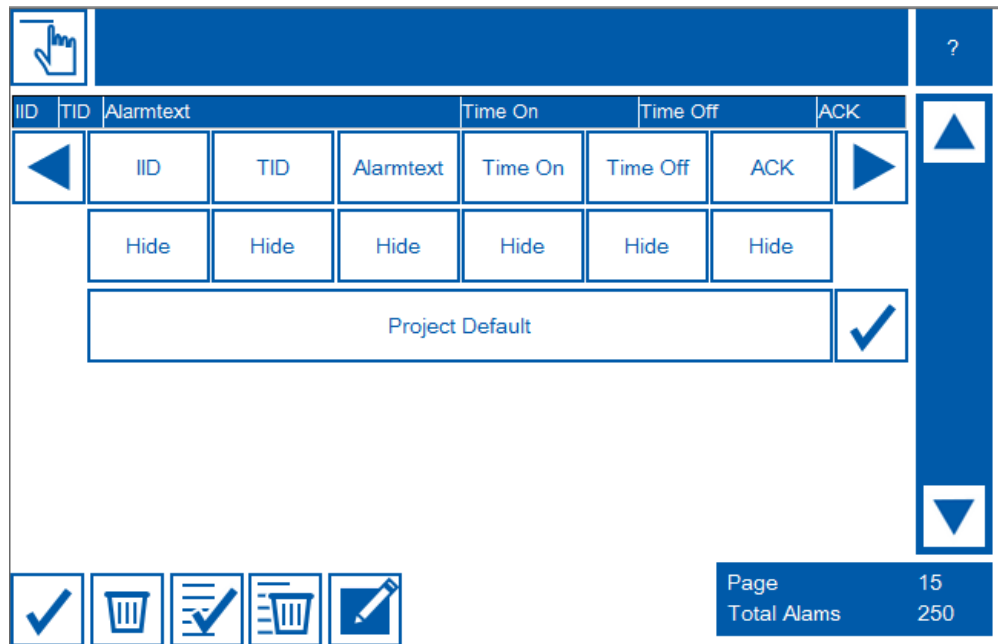 ?
IID TID Alarmtext Time On Time Off ACK
IID TID Alarmtext Time On Time Off ACK
Hide Hide Hide Hide Hide Hide
Project Default
Page 15
Total Alams 250